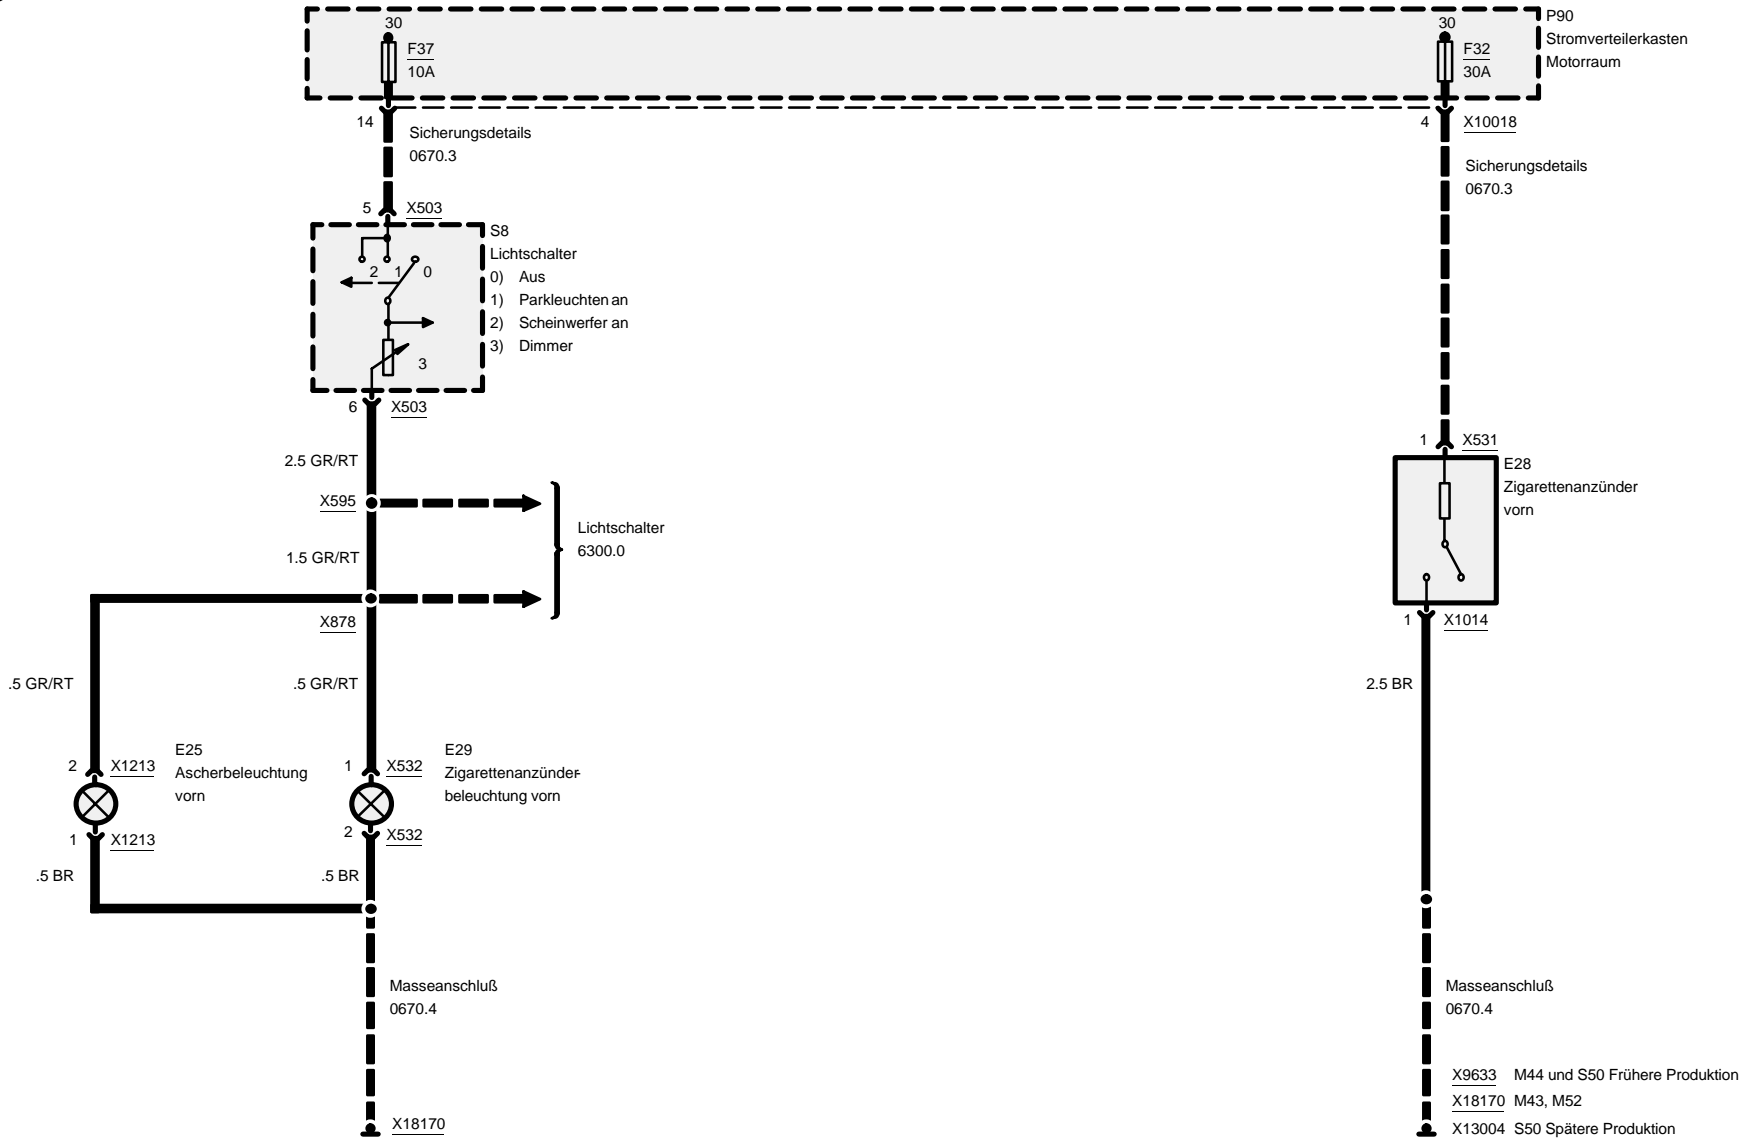 30
F37
10A
30
F32
30A
P90
Stromverteilerkasten
Motorraum
14
Sicherungsdetails
0670.3
4 X10018
Sicherungsdetails
0670.3
5 X503
2 1 0
3
S8
Lichtschalter
0) Aus
1) Parkleuchten an
2) Scheinwerfer an
3) Dimmer
6 X503
2.5 GR/RT
X595
1.5 GR/RT
Lichtschalter
6300.0
X878
1 X531
E28
Zigarettenanzünder
vorn
1 X1014
.5 GR/RT
.5 GR/RT
2.5 BR
2 X1213
E25
Ascherbeleuchtung
vorn
1 X1213
1 X532
E29
Zigarettenanzünder-
beleuchtung vorn
2 X532
.5 BR
.5 BR
Masseanschluß
0670.4
X18170
Masseanschluß
0670.4
X9633 M44 und S50 Frühere Produktion
X18170 M43, M52
X13004 S50 Spätere Produktion